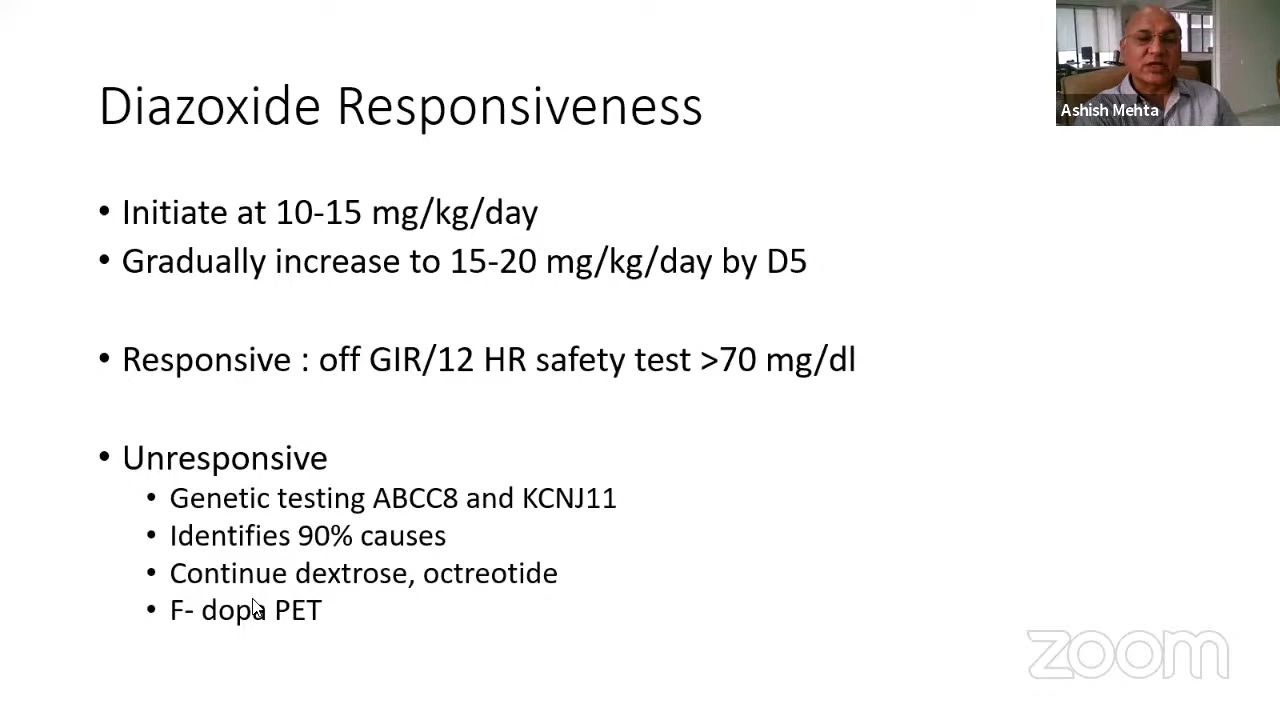 Diazoxide Responsiveness
Ashish Mehta
• Initiate at 10-15 mg/kg/day
• Gradually increase to 15-20 mg/kg/day by D5
• Responsive : off GIR/12 HR safety test >70 mg/dl
• Unresponsive
• Genetic testing ABCC8 and KCNJ11
• Identifies 90% causes
• Continue dextrose, octreotide
• F- dopa PET
zoom